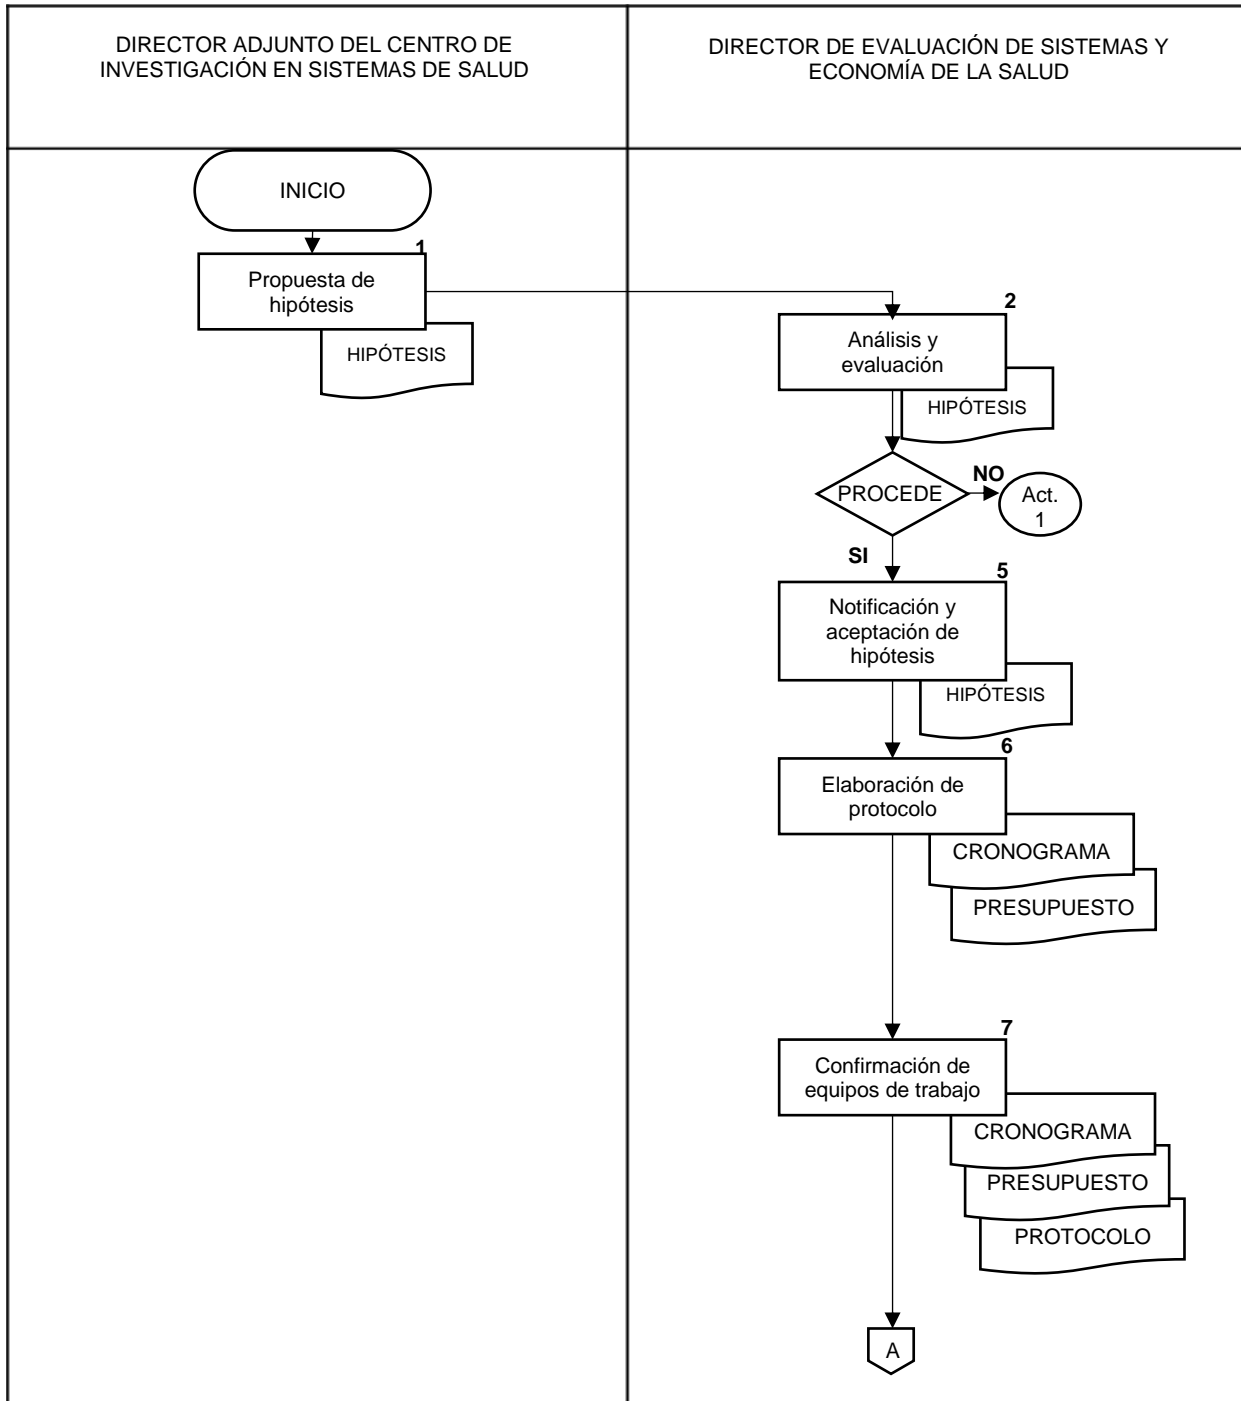 DIRECTOR ADJUNTO DEL CENTRO DE
INVESTIGACIÓN EN SISTEMAS DE SALUD
DIRECTOR DE EVALUACIÓN DE SISTEMAS Y
ECONOMÍA DE LA SALUD
INICIO
1
Propuesta de
hipótesis
HIPÓTESIS
2
Análisis y
evaluación
HIPÓTESIS
PROCEDE
NO
Act.
1
SI
5
Notificación y
aceptación de
hipótesis
HIPÓTESIS
6
Elaboración de
protocolo
CRONOGRAMA
PRESUPUESTO
7
Confirmación de
equipos de trabajo
CRONOGRAMA
PRESUPUESTO
PROTOCOLO
A